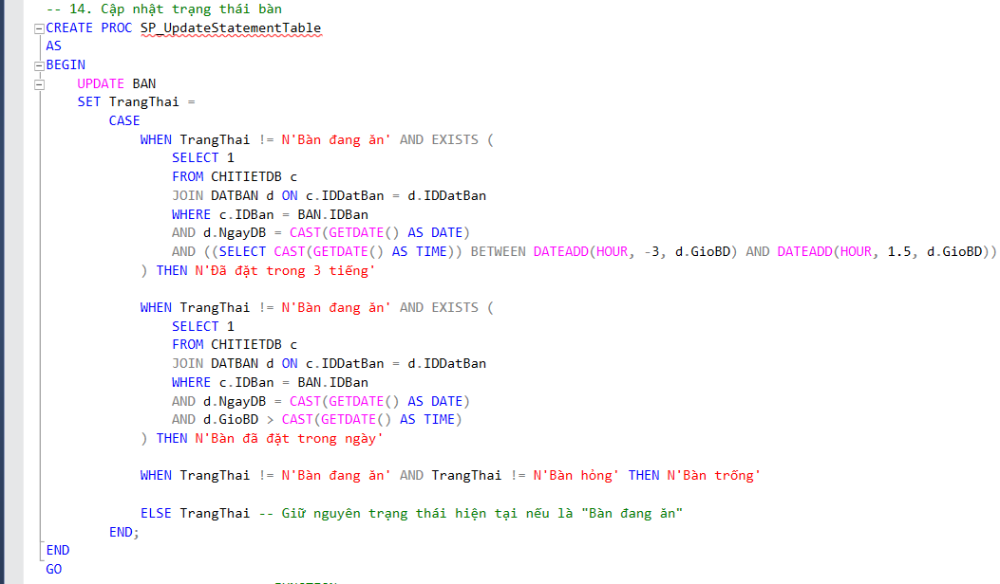 -- 14. Cập nhật trạng thái bàn
CREATE PROC SP_UpdateStatementTable
AS
BEGIN
UPDATE BAN
SET TrangThai =
CASE
WHEN TrangThai != N'Bàn đang ăn' AND EXISTS (
SELECT 1
FROM CHITIETDB c
JOIN DATBAN d ON c.IDDatBan = d.IDDatBan
WHERE c.IDBan = BAN.IDBan
AND d.NgayDB = CAST(GETDATE() AS DATE)
AND ((SELECT CAST(GETDATE() AS TIME)) BETWEEN DATEADD(HOUR, -3, d.GioBD) AND DATEADD(HOUR, 1.5, d.GioBD))
) THEN N'Đã đặt trong 3 tiếng'
WHEN TrangThai != N'Bàn đang ăn' AND EXISTS (
SELECT 1
FROM CHITIETDB c
JOIN DATBAN d ON c.IDDatBan = d.IDDatBan
WHERE c.IDBan = BAN.IDBan
AND d.NgayDB = CAST(GETDATE() AS DATE)
AND d.GioBD > CAST(GETDATE() AS TIME)
) THEN N'Bàn đã đặt trong ngày'
WHEN TrangThai != N'Bàn đang ăn' AND TrangThai != N'Bàn hỏng' THEN N'Bàn trống'
ELSE TrangThai -- Giữ nguyên trạng thái hiện tại nếu là "Bàn đang ăn"
END;
END
GO